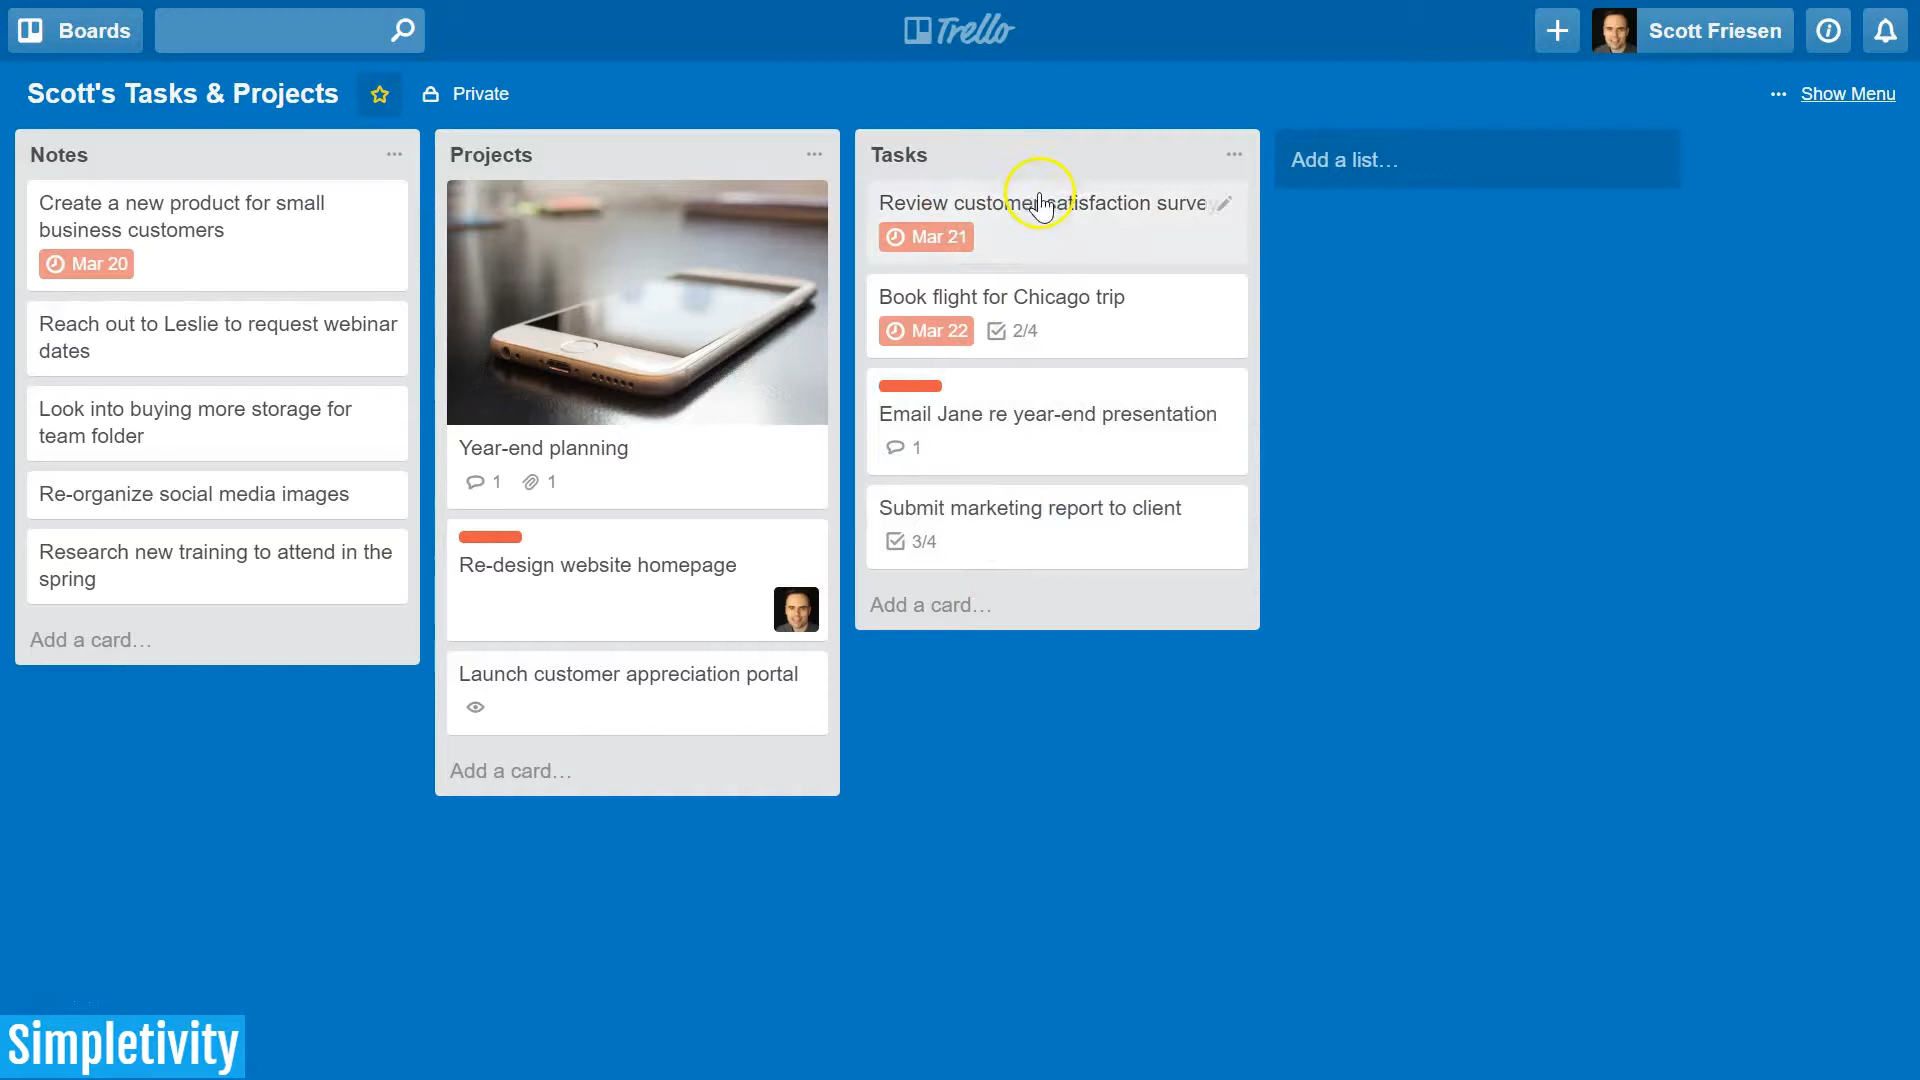 Boards
Trello
Scott Friesen
Scott's Tasks & Projects
Private
Show Menu
Notes
Create a new product for small
business customers
Mar 20
Reach out to Leslie to request webinar
dates
Look into buying more storage for
team folder
Re-organize social media images
Research new training to attend in the
spring
Add a card…
Projects
Year-end planning
1
1
Re-design website homepage
Launch customer appreciation portal
Add a card…
Tasks
Review customer satisfaction survey
Mar 21
Book flight for Chicago trip
Mar 22
2/4
Email Jane re year-end presentation
1
Submit marketing report to client
3/4
Add a card…
Add a list…
Simpletivity